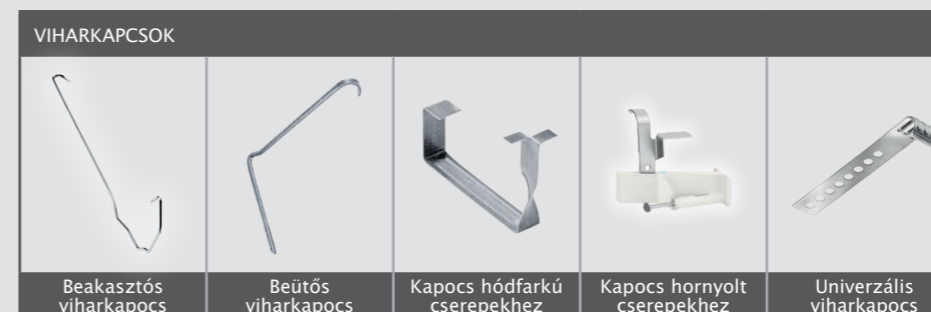 VIHARKAPCSOK
Beakasztós
viharkapocs
Beütős
viharkapocs
Kapocs hódfarkú
cserepekhez
Kapocs hornyolt
cserepekhez
Univerzális
viharkapocs